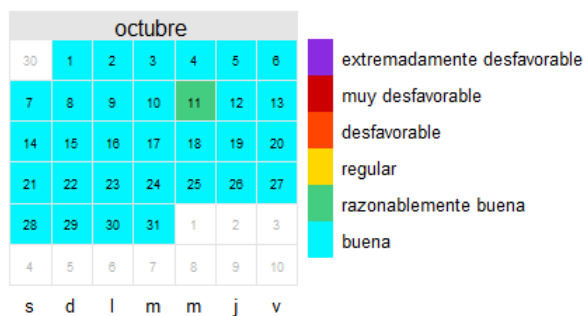 octubre
30 1 2 3 4 5 6
7 8 9 10 11 12 13
14 15 16 17 18 19 20
21 22 23 24 25 26 27
28 29 30 31 1 2 3
4 5 6 7 8 9 10
s d l m m j v
extremadamente desfavorable
muy desfavorable
desfavorable
regular
razonablemente buena
buena